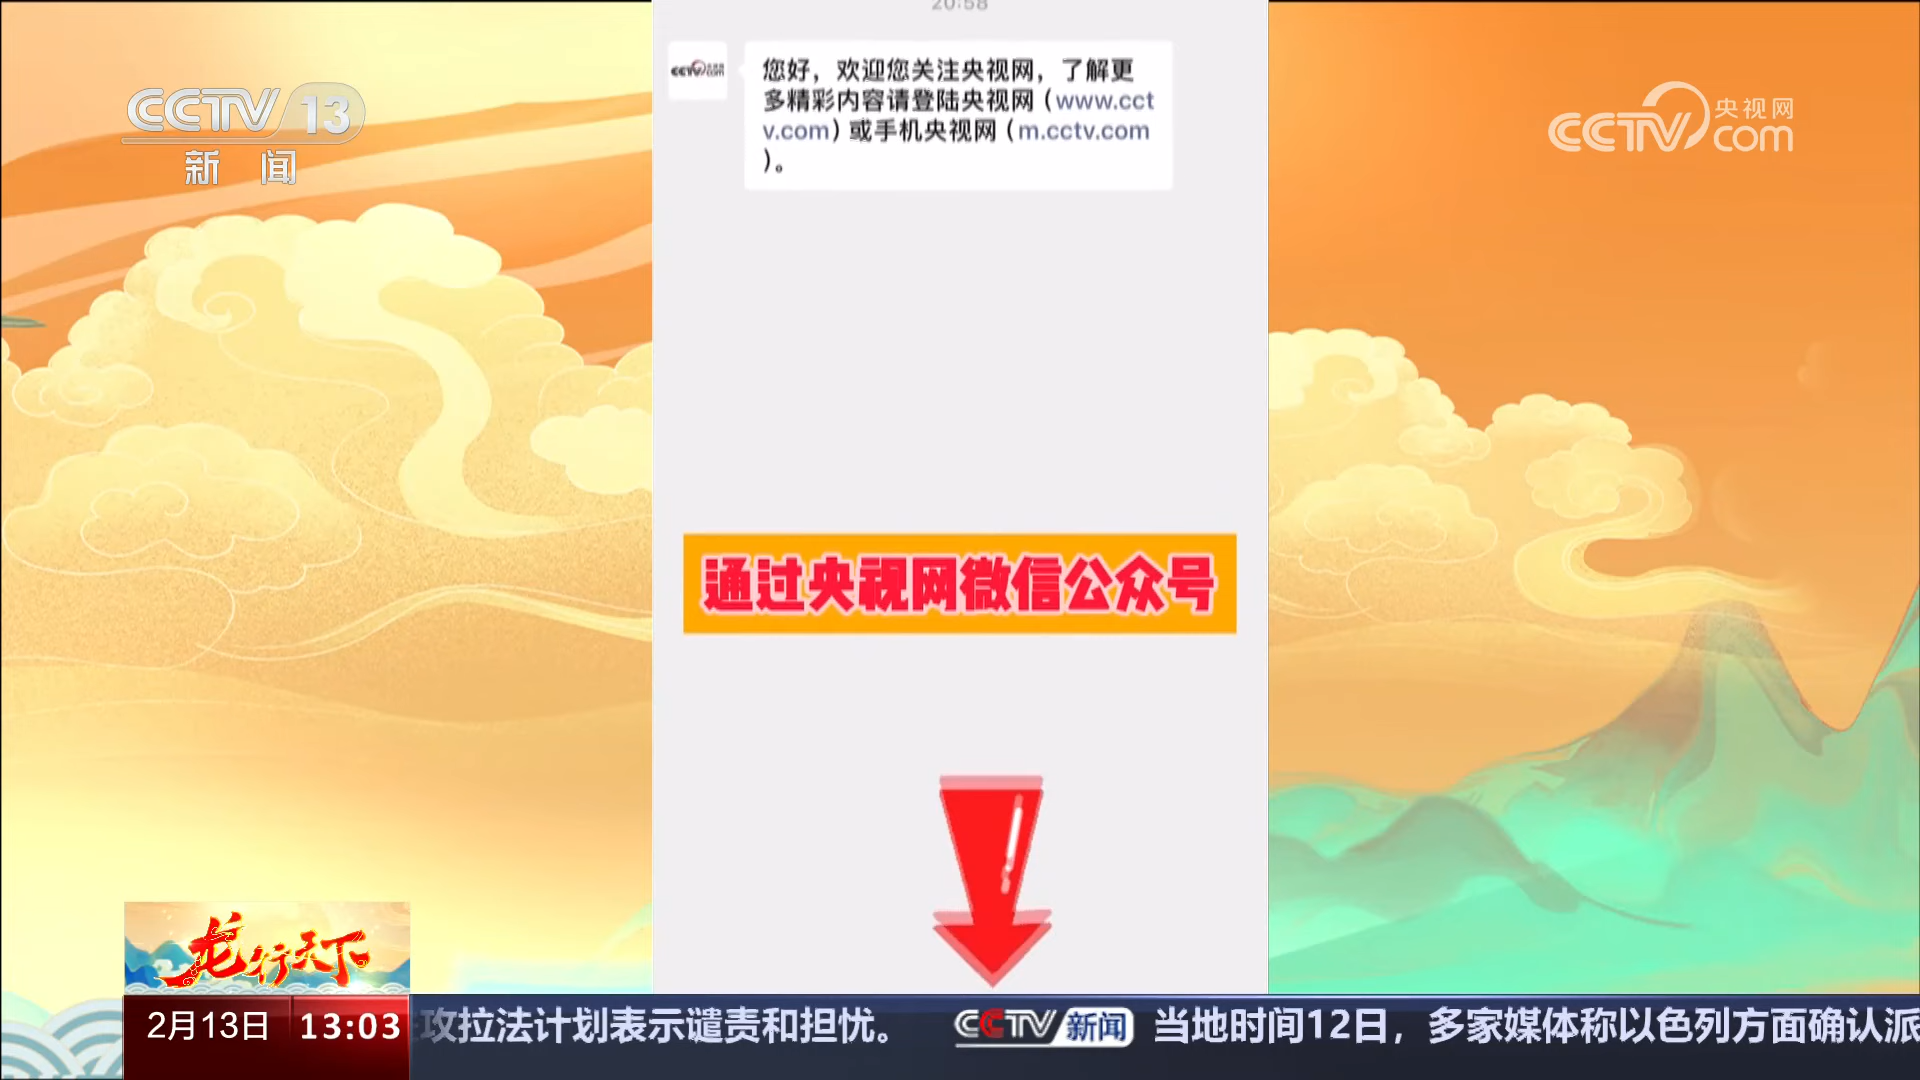 20:58
CCTV 13
新闻
CCTV.com
您好，欢迎您关注央视网，了解更
多精彩内容请登陆央视网（www.cct
v.com）或手机央视网（m.cctv.com
）。
CCTV 央视网
com
通过央视网微信公众号
龙行天下
2月13日 13:03
攻拉法计划表示谴责和担忧。 CCTV 新闻 当地时间12日，多家媒体称以色列方面确认派